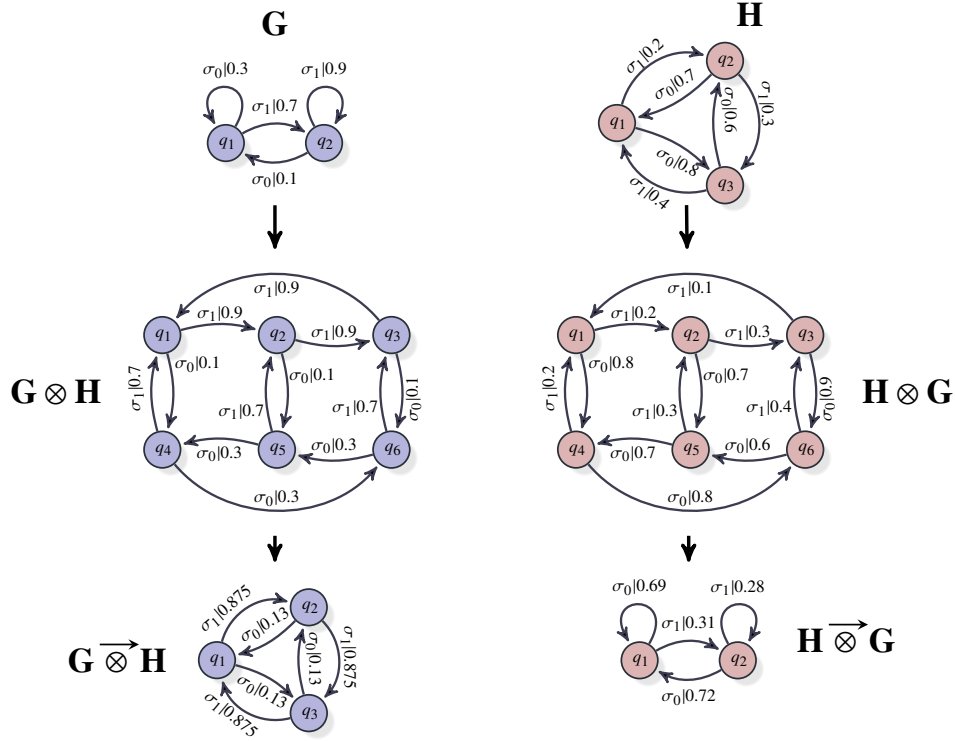 G
H
σ0|0.3
σ1|0.9
σ1|0.7
q1
q2
σ0|0.1
σ1|0.2
q2
σ0|0.7
σ1|0.3
q1
σ0|0.6
σ0|0.8
q3
σ1|0.4
σ1|0.9
q1
σ1|0.9
q2
σ1|0.9
q3
σ1|0.7
σ0|0.1
σ0|0.1
σ0|0.1
σ1|0.7
σ1|0.7
q4
σ0|0.3
q5
σ0|0.3
q6
σ0|0.3
G ⊗ H
σ1|0.1
q1
σ1|0.2
q2
σ1|0.3
q3
σ1|0.2
σ0|0.8
σ0|0.7
σ0|0.9
σ1|0.3
σ1|0.4
q4
σ0|0.7
q5
σ0|0.6
q6
σ0|0.8
H ⊗ G
G ⊗ H
σ1|0.875
q2
σ0|0.13
σ1|0.875
q1
σ0|0.13
σ0|0.13
q3
σ1|0.875
σ0|0.69
σ1|0.28
σ1|0.31
q1
q2
σ0|0.72
H ⊗ G